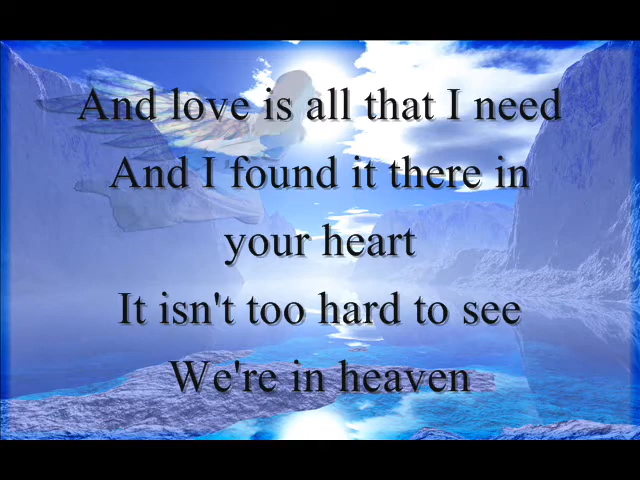 And love is all that I need
And I found it there in
your heart
It isn't too hard to see
We're in heaven